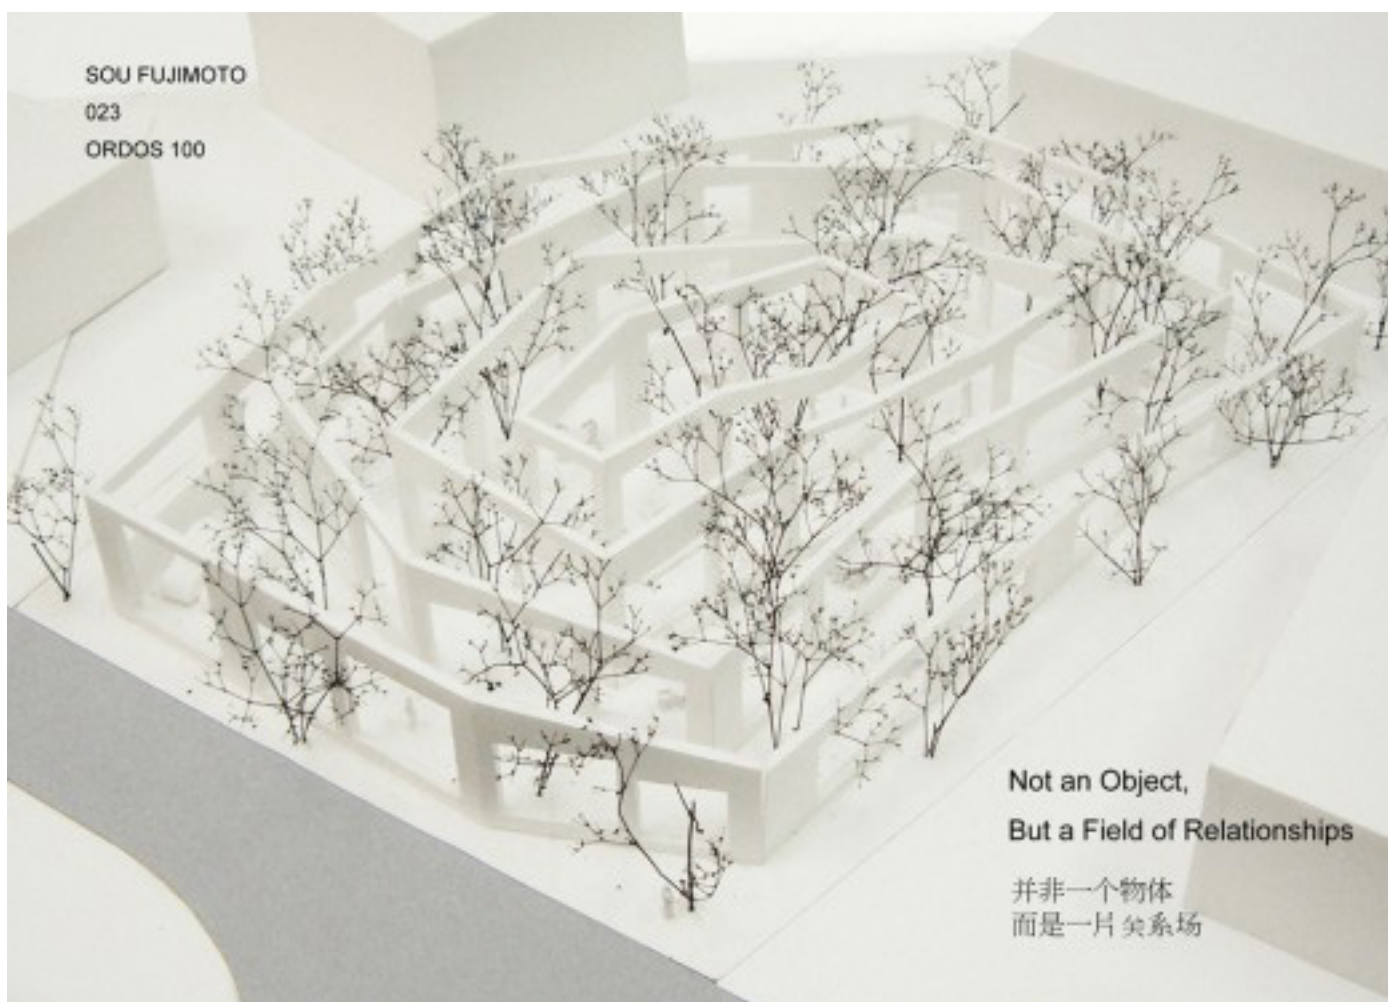 SOU FUJIMOTO
023
ORDOS 100
Not an Object,
But a Field of Relationships
并非一个物体
而是一片关系场